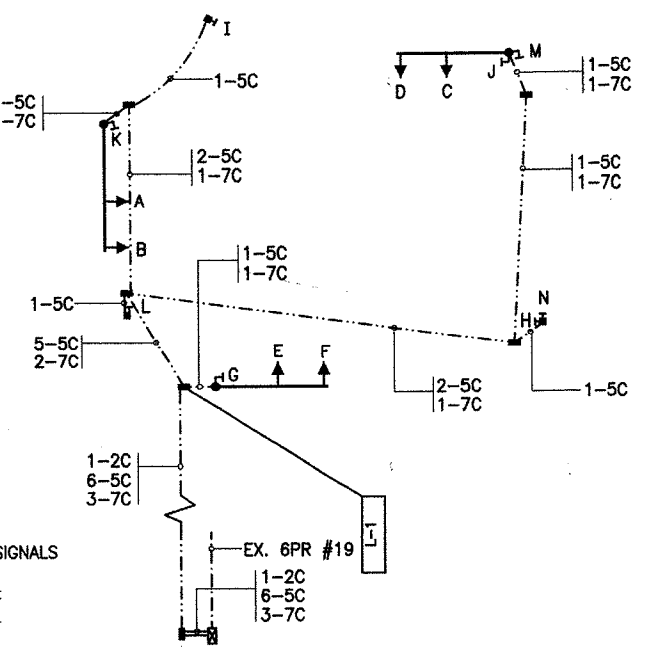 I
1-5C
-5C
-7C
K
2-5C
1-7C
A
B
D
C
J
M
1-5C
1-7C
1-5C
1-7C
1-5C
1-7C
1-5C
L
5-5C
2-7C
G
E
F
N
H
2-5C
1-7C
1-5C
1-2C
6-5C
3-7C
L-1
SIGNALS
EX. 6PR #19
1-2C
6-5C
3-7C